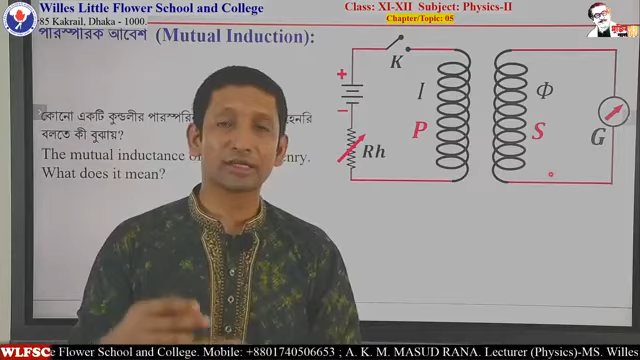 Willes Little Flower School and College
85 Kakrail, Dhaka - 1000.
Class: XI-XII Subject: Physics-II
Chapter/Topic: 05
পারস্পারিক আবেশ (Mutual Induction):
কোনো একটি কুন্ডলীর
বলতে কী বুঝায়?
The mutual inductance
What does it mean?
K
+
−
Rh
I
P
Φ
S
G
WLFSC
Flower School and College. Mobile: +8801740506653 ; A. K. M. MASUD RANA. Lecturer (Physics)-MS. Willes